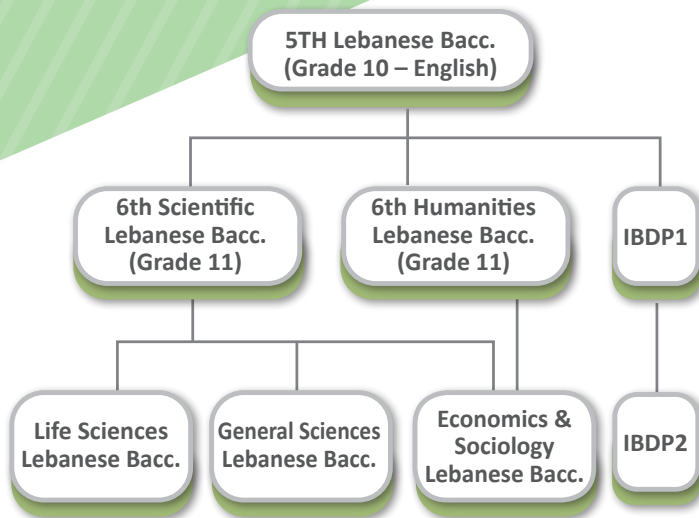 5TH Lebanese Bacc.
(Grade 10 – English)
6th Scientific
Lebanese Bacc.
(Grade 11)
6th Humanities
Lebanese Bacc.
(Grade 11)
IBDP1
Life Sciences
Lebanese Bacc.
General Sciences
Lebanese Bacc.
Economics &
Sociology
Lebanese Bacc.
IBDP2